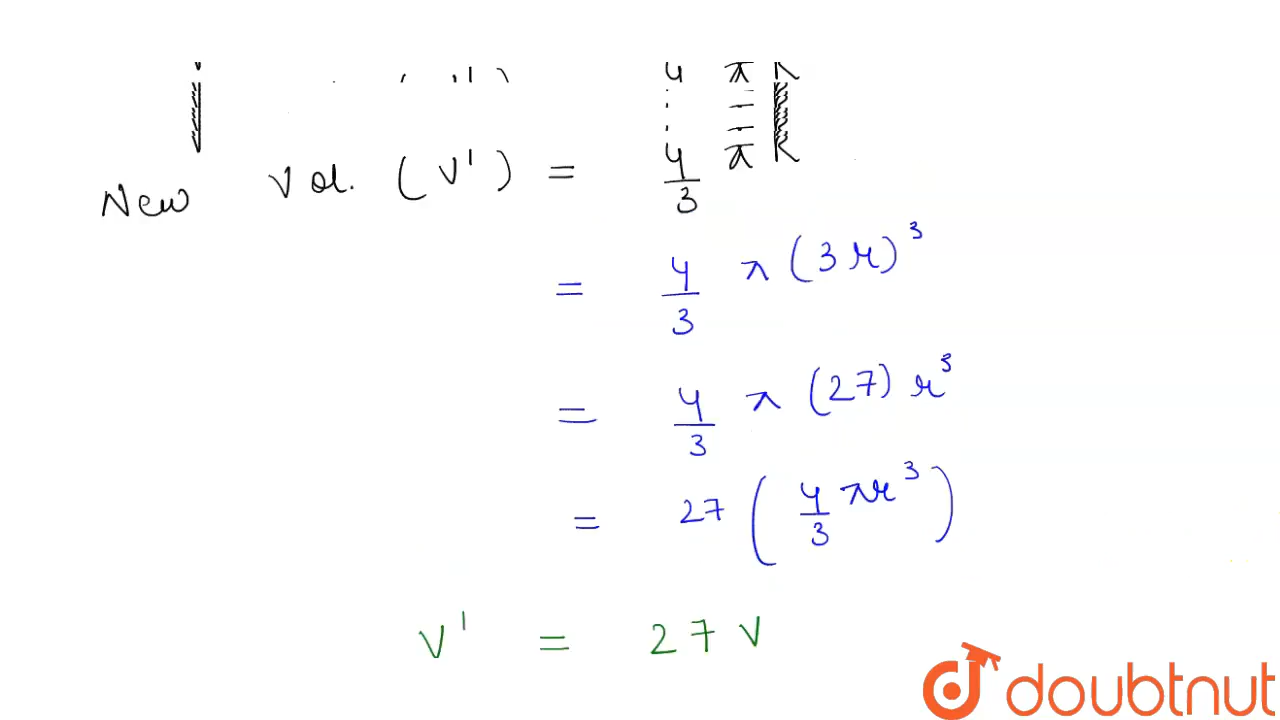 New Vol. (V') = 4/3 π R
= 4/3 π (3r)³
= 4/3 π (27) r³
= 27 (4/3 πr³)
V' = 27 V
doubtnut